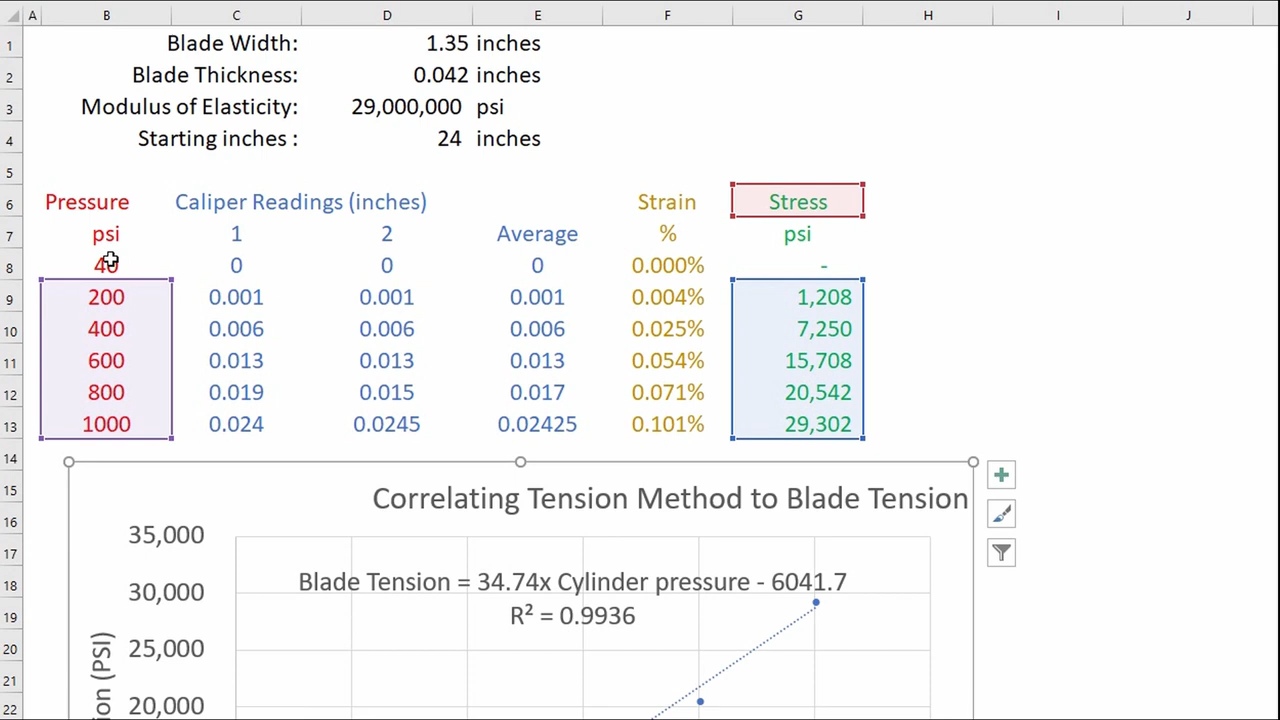 A B C D E F G H I J
1 Blade Width: 1.35 inches
2 Blade Thickness: 0.042 inches
3 Modulus of Elasticity: 29,000,000 psi
4 Starting inches : 24 inches
5
6 Pressure Caliper Readings (inches) Strain Stress
7 psi 1 2 Average % psi
8 40 0 0 0 0.000% -
9 200 0.001 0.001 0.001 0.004% 1,208
10 400 0.006 0.006 0.006 0.025% 7,250
11 600 0.013 0.013 0.013 0.054% 15,708
12 800 0.019 0.015 0.017 0.071% 20,542
13 1000 0.024 0.0245 0.02425 0.101% 29,302
14
15 Correlating Tension Method to Blade Tension
16 35,000
17
18 30,000 Blade Tension = 34.74x Cylinder pressure - 6041.7
19 R² = 0.9936
20 25,000
21
22 20,000
(PSI)